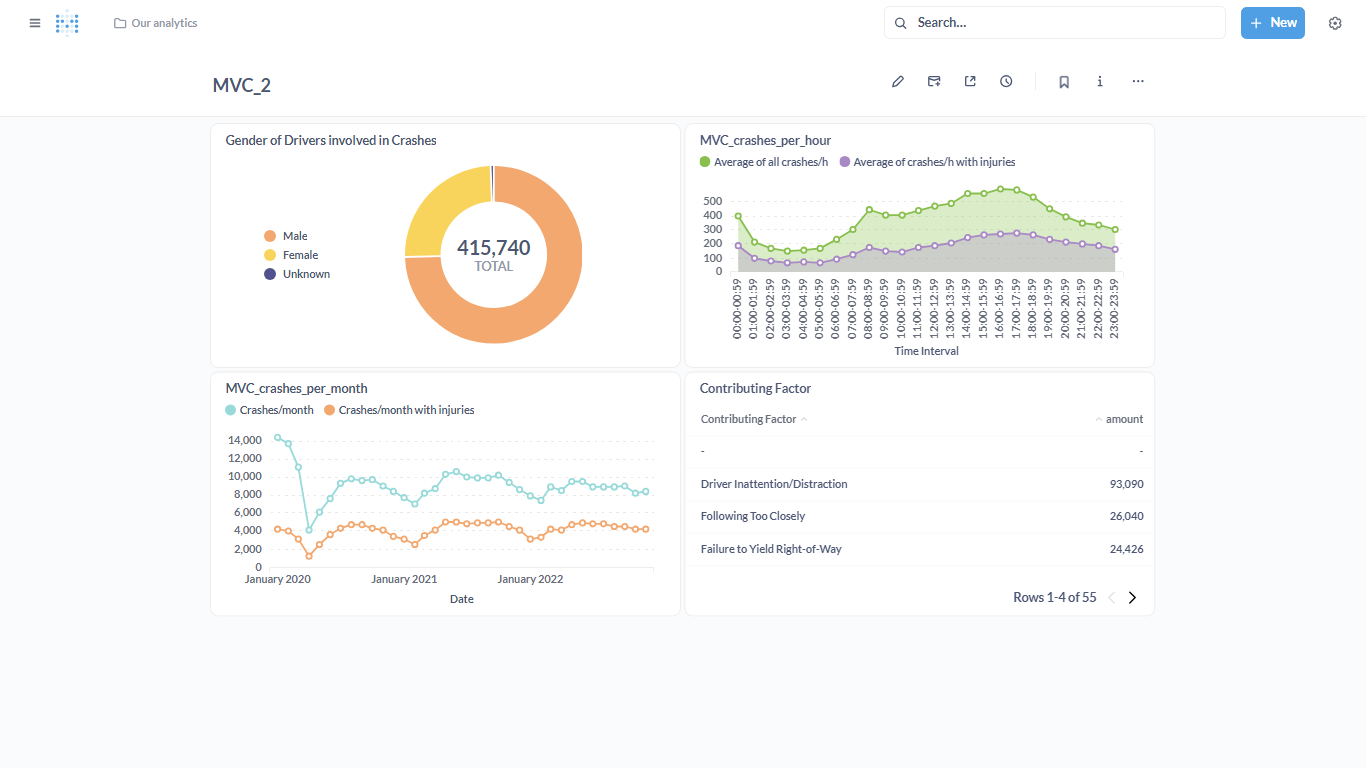 Our analytics
Search...
New
MVC_2
Gender of Drivers involved in Crashes
Male
Female
Unknown
415,740
TOTAL
MVC_crashes_per_hour
Average of all crashes/h
Average of crashes/h with injuries
500
400
300
200
100
0
00:00-00:59
01:00-01:59
02:00-02:59
03:00-03:59
04:00-04:59
05:00-05:59
06:00-06:59
07:00-07:59
08:00-08:59
09:00-09:59
10:00-10:59
11:00-11:59
12:00-12:59
13:00-13:59
14:00-14:59
15:00-15:59
16:00-16:59
17:00-17:59
18:00-18:59
19:00-19:59
20:00-20:59
21:00-21:59
22:00-22:59
23:00-23:59
Time Interval
MVC_crashes_per_month
Crashes/month
Crashes/month with injuries
14,000
12,000
10,000
8,000
6,000
4,000
2,000
0
January 2020
January 2021
January 2022
Date
Contributing Factor
Contributing Factor amount
- -
Driver Inattention/Distraction 93,090
Following Too Closely 26,040
Failure to Yield Right-of-Way 24,426
Rows 1-4 of 55